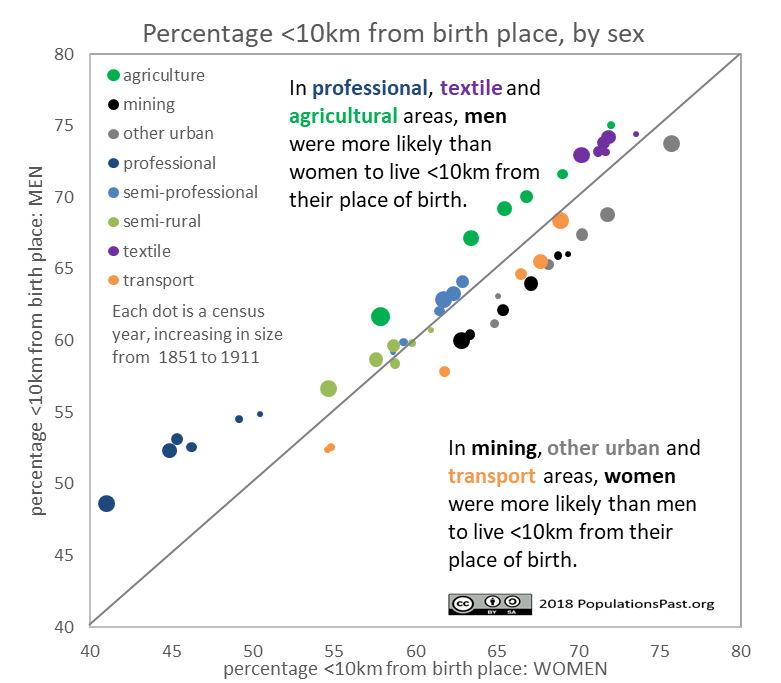 Percentage <10km from birth place, by sex
80
75
70
65
60
55
50
45
40
percentage <10km from birth place: MEN
agriculture
mining
other urban
professional
semi-professional
semi-rural
textile
transport
Each dot is a census
year, increasing in size
from 1851 to 1911
In professional, textile and
agricultural areas, men
were more likely than
women to live <10km from
their place of birth.
In mining, other urban and
transport areas, women
were more likely than men
to live <10km from their
place of birth.
cc BY SA
2018 PopulationsPast.org
40 45 50 55 60 65 70 75 80
percentage <10km from birth place: WOMEN